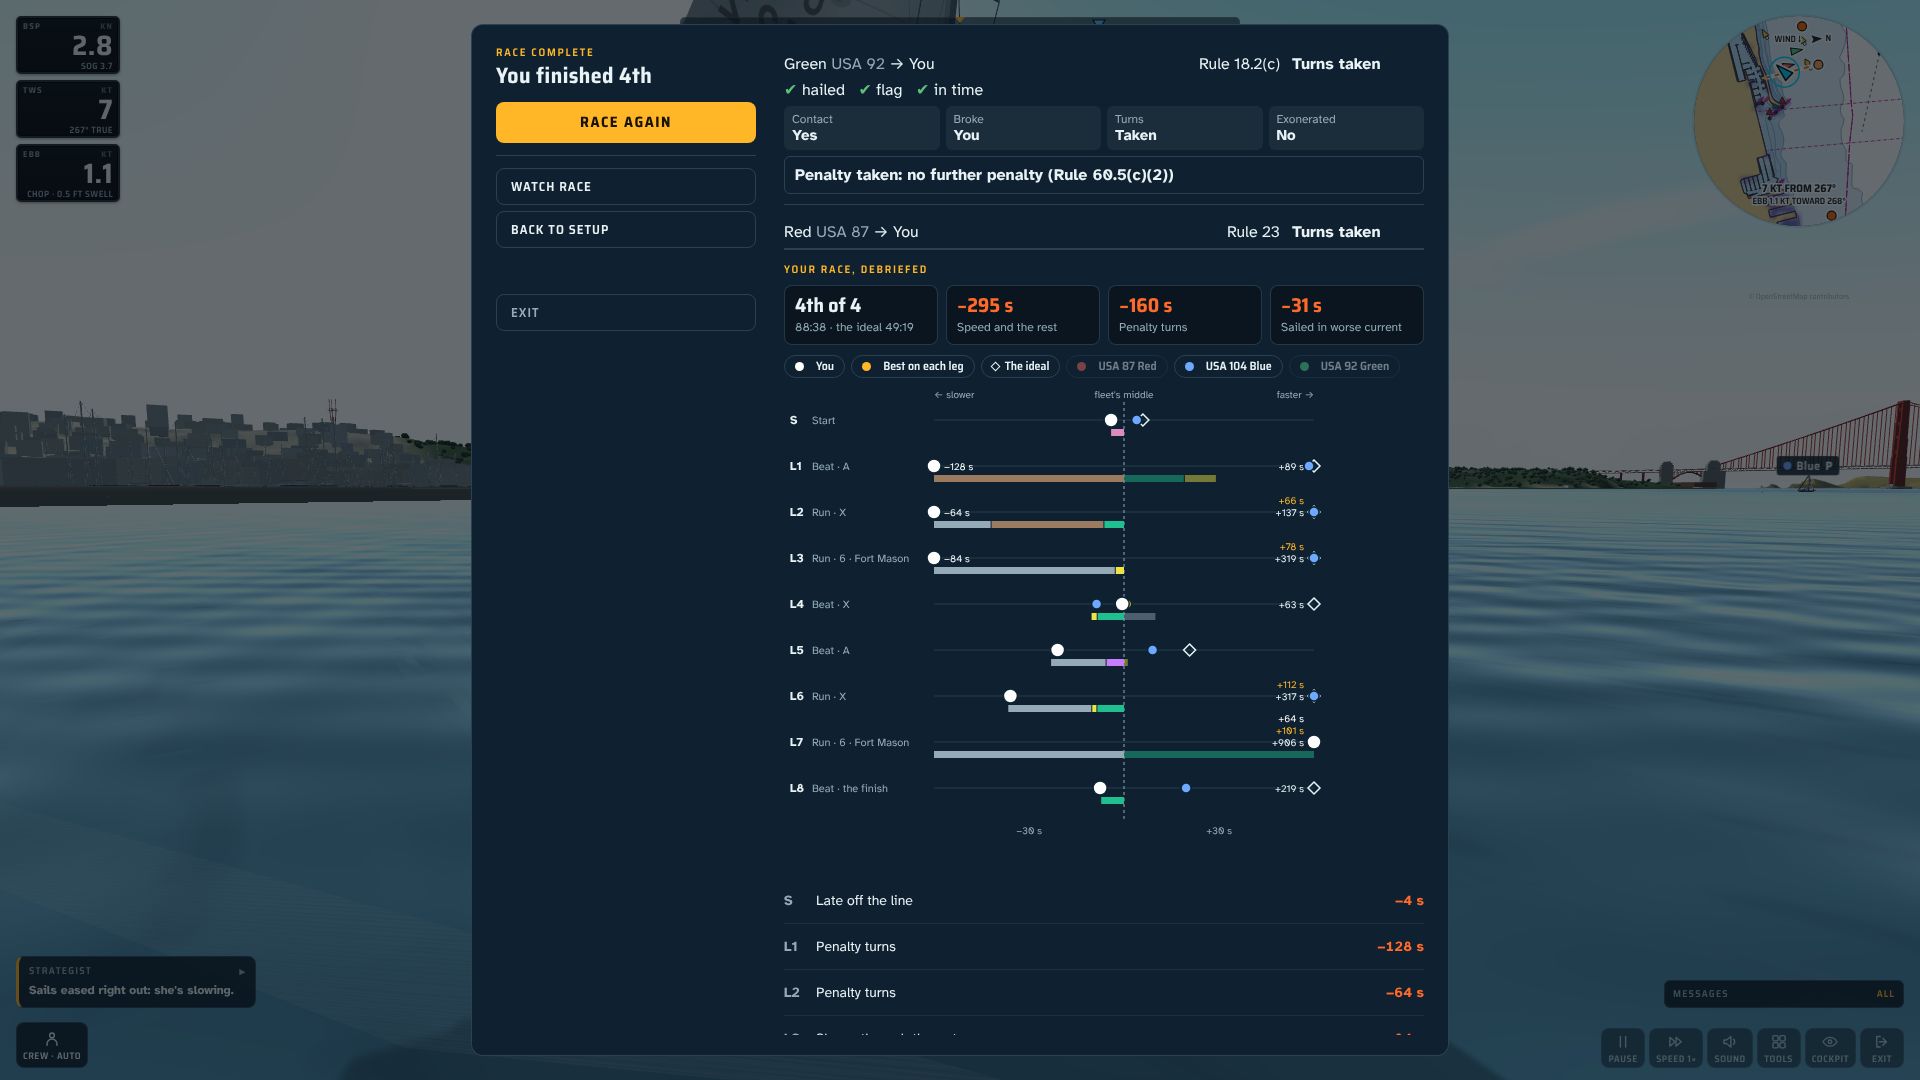 BSP KN
2.8
SOG 3.7
TWS KT
7
267° TRUE
EBB KT
1.1
CHOP · 0.5 FT SWELL
RACE COMPLETE
You finished 4th
RACE AGAIN
WATCH RACE
BACK TO SETUP
EXIT
Green USA 92 → You Rule 18.2(c) Turns taken
✔ hailed ✔ flag ✔ in time
Contact Broke Turns Exonerated
Yes You Taken No
Penalty taken: no further penalty (Rule 60.5(c)(2))
Red USA 87 → You Rule 23 Turns taken
YOUR RACE, DEBRIEFED
4th of 4 −295 s −160 s −31 s
88:38 · the ideal 49:19 Speed and the rest Penalty turns Sailed in worse current
You Best on each leg The ideal USA 87 Red USA 104 Blue USA 92 Green
← slower fleet's middle faster →
S Start
L1 Beat · A −128 s +89 s
+66 s
L2 Run · X −64 s +137 s
+78 s
L3 Run · 6 · Fort Mason −84 s +319 s
L4 Beat · X +63 s
L5 Beat · A
+112 s
L6 Run · X +317 s
+64 s
+101 s
L7 Run · 6 · Fort Mason +906 s
L8 Beat · the finish +219 s
−30 s +30 s
S Late off the line −4 s
L1 Penalty turns −128 s
L2 Penalty turns −64 s
WIND N
7 KT FROM 267°
EBB 1.1 KT TOWARD 268°
© OpenStreetMap contributors
Blue P
STRATEGIST
Sails eased right out: she's slowing.
CREW · AUTO
MESSAGES ALL
PAUSE SPEED 1× SOUND TOOLS COCKPIT EXIT